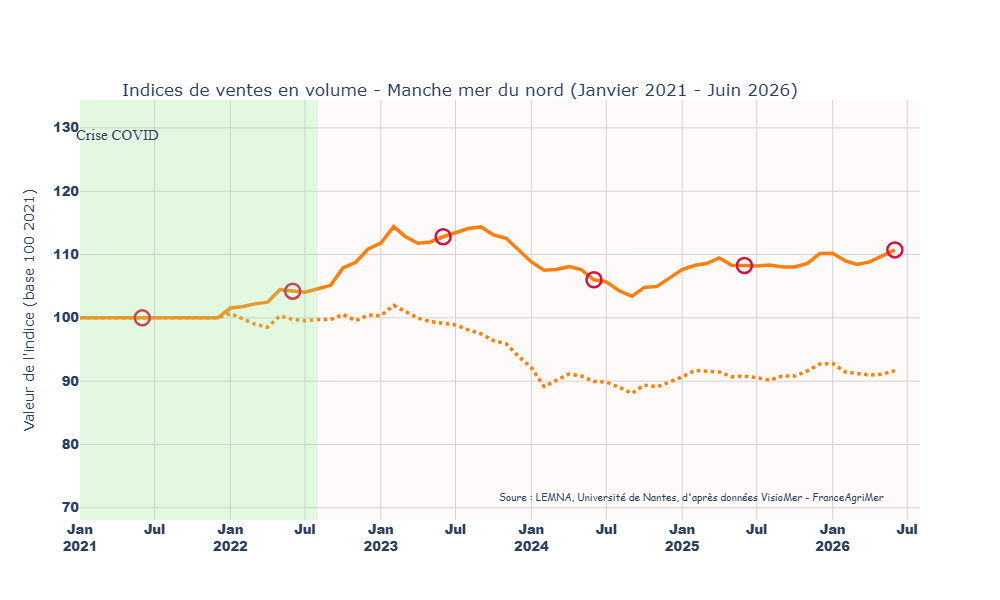 Indices de ventes en volume - Manche mer du nord (Janvier 2021 - Juin 2026)
Valeur de l'indice (base 100 2021)
130
Crise COVID
120
110
100
90
80
70
Soure : LEMNA, Université de Nantes, d'après données VisioMer - FranceAgriMer
Jan Jul Jan Jul Jan Jul Jan Jul Jan Jul Jan Jul
2021 2022 2023 2024 2025 2026